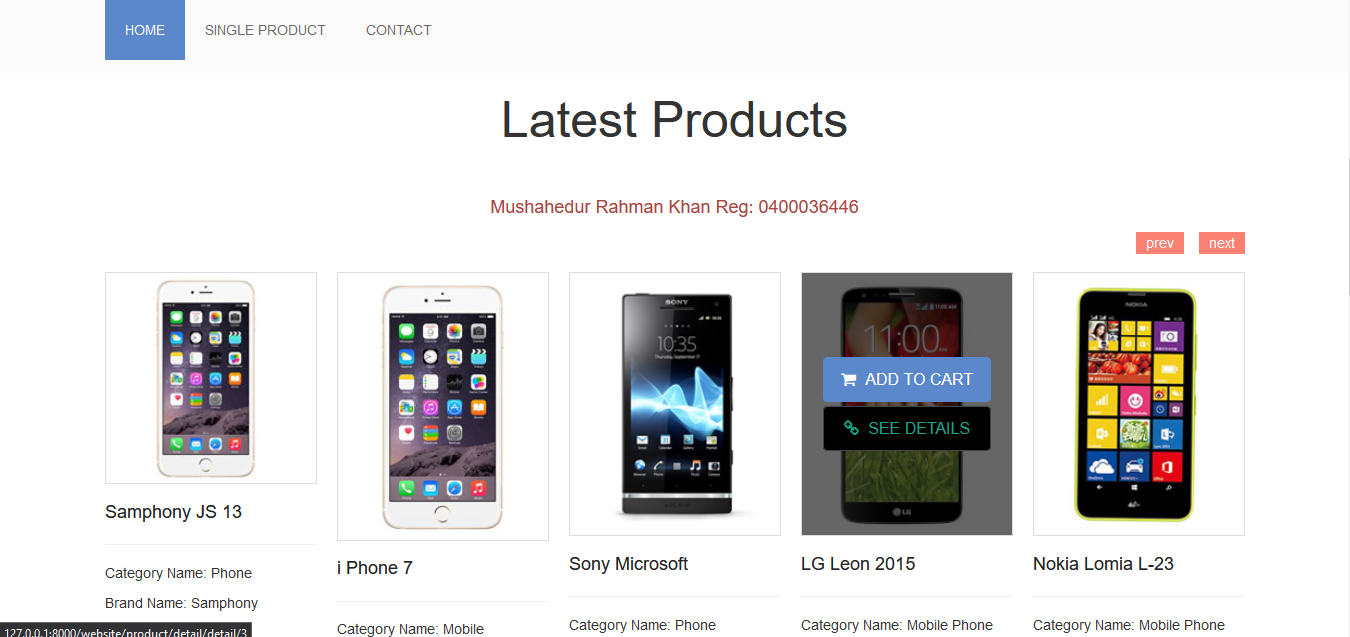 HOME SINGLE PRODUCT CONTACT
Latest Products
Mushahedur Rahman Khan Reg: 0400036446
prev next
SONY
10:35
11:00
NOKIA
ADD TO CART
SEE DETAILS
LG
Samphony JS 13
i Phone 7
Sony Microsoft
LG Leon 2015
Nokia Lomia L-23
Category Name: Phone
Brand Name: Samphony
Category Name: Mobile
Category Name: Phone
Category Name: Mobile Phone
Category Name: Mobile Phone
127.0.0.1:8000/website/product/detail/detail/3